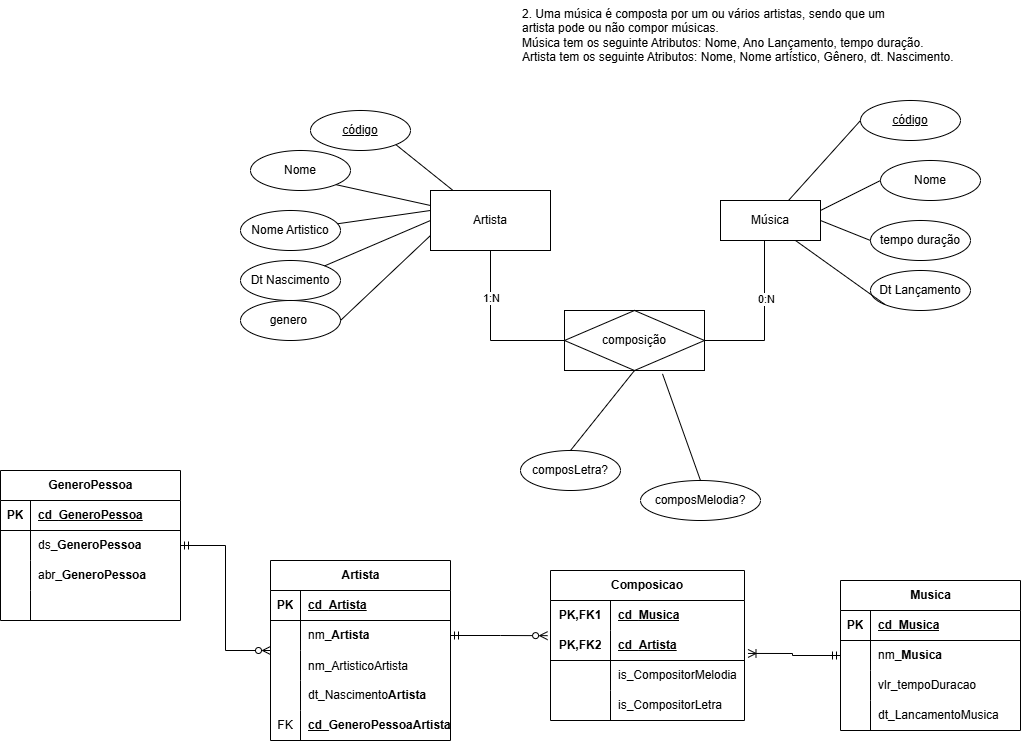 2. Uma música é composta por um ou vários artistas, sendo que um
artista pode ou não compor músicas.
Música tem os seguinte Atributos: Nome, Ano Lançamento, tempo duração.
Artista tem os seguinte Atributos: Nome, Nome artístico, Gênero, dt. Nascimento.
código
Nome
Nome Artistico
Dt Nascimento
genero
Artista
1:N
composição
0:N
Música
código
Nome
tempo duração
Dt Lançamento
composLetra?
composMelodia?
GeneroPessoa
PK cd_GeneroPessoa
ds_GeneroPessoa
abr_GeneroPessoa
Artista
PK cd_Artista
nm_Artista
nm_ArtisticoArtista
dt_NascimentoArtista
FK cd_GeneroPessoaArtista
Composicao
PK,FK1 cd_Musica
PK,FK2 cd_Artista
is_CompositorMelodia
is_CompositorLetra
Musica
PK cd_Musica
nm_Musica
vlr_tempoDuracao
dt_LancamentoMusica